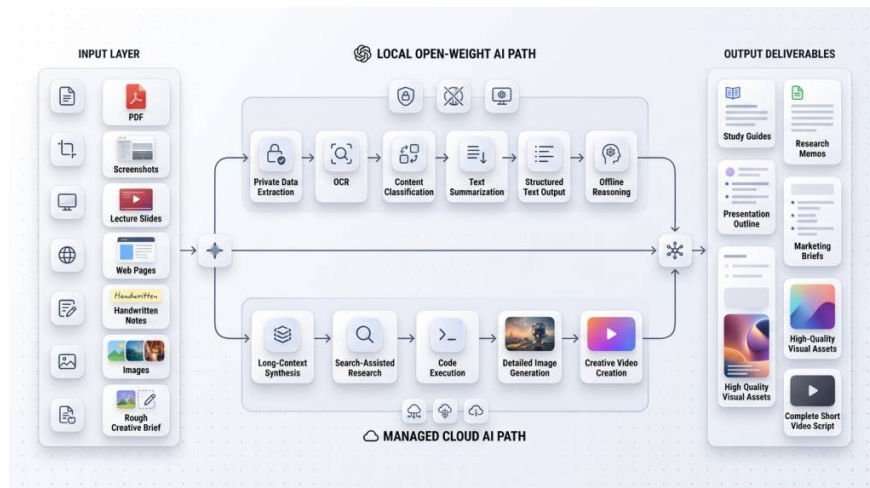 INPUT LAYER
PDF
Screenshots
Lecture Slides
Web Pages
Handwritten
Handwritten
Notes
Images
Rough
Creative Brief
LOCAL OPEN-WEIGHT AI PATH
Private Data
Extraction
OCR
Content
Classification
Text
Summarization
Structured
Text Output
Offline
Reasoning
Long-Context
Synthesis
Search-Assisted
Research
Code
Execution
Detailed Image
Generation
Creative Video
Creation
MANAGED CLOUD AI PATH
OUTPUT DELIVERABLES
Study Guides
Research
Memos
Presentation
Outline
Marketing
Briefs
High-Quality
Visual Assets
High Quality
Visual Assets
Complete Short
Video Script